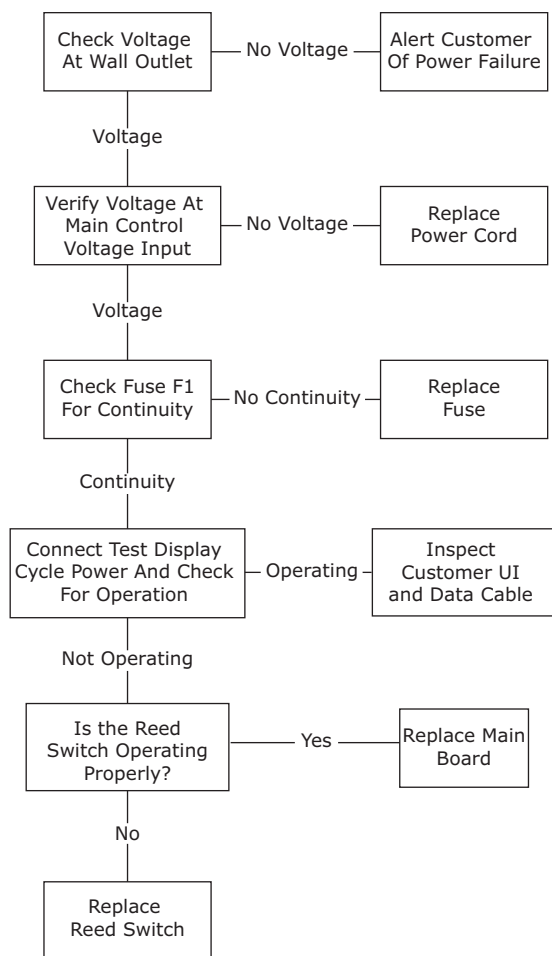 Check Voltage
At Wall Outlet
No Voltage
Alert Customer
Of Power Failure
Voltage
Verify Voltage At
Main Control
Voltage Input
No Voltage
Replace
Power Cord
Voltage
Check Fuse F1
For Continuity
No Continuity
Replace
Fuse
Continuity
Connect Test Display
Cycle Power And Check
For Operation
Operating
Inspect
Customer UI
and Data Cable
Not Operating
Is the Reed
Switch Operating
Properly?
Yes
Replace Main
Board
No
Replace
Reed Switch